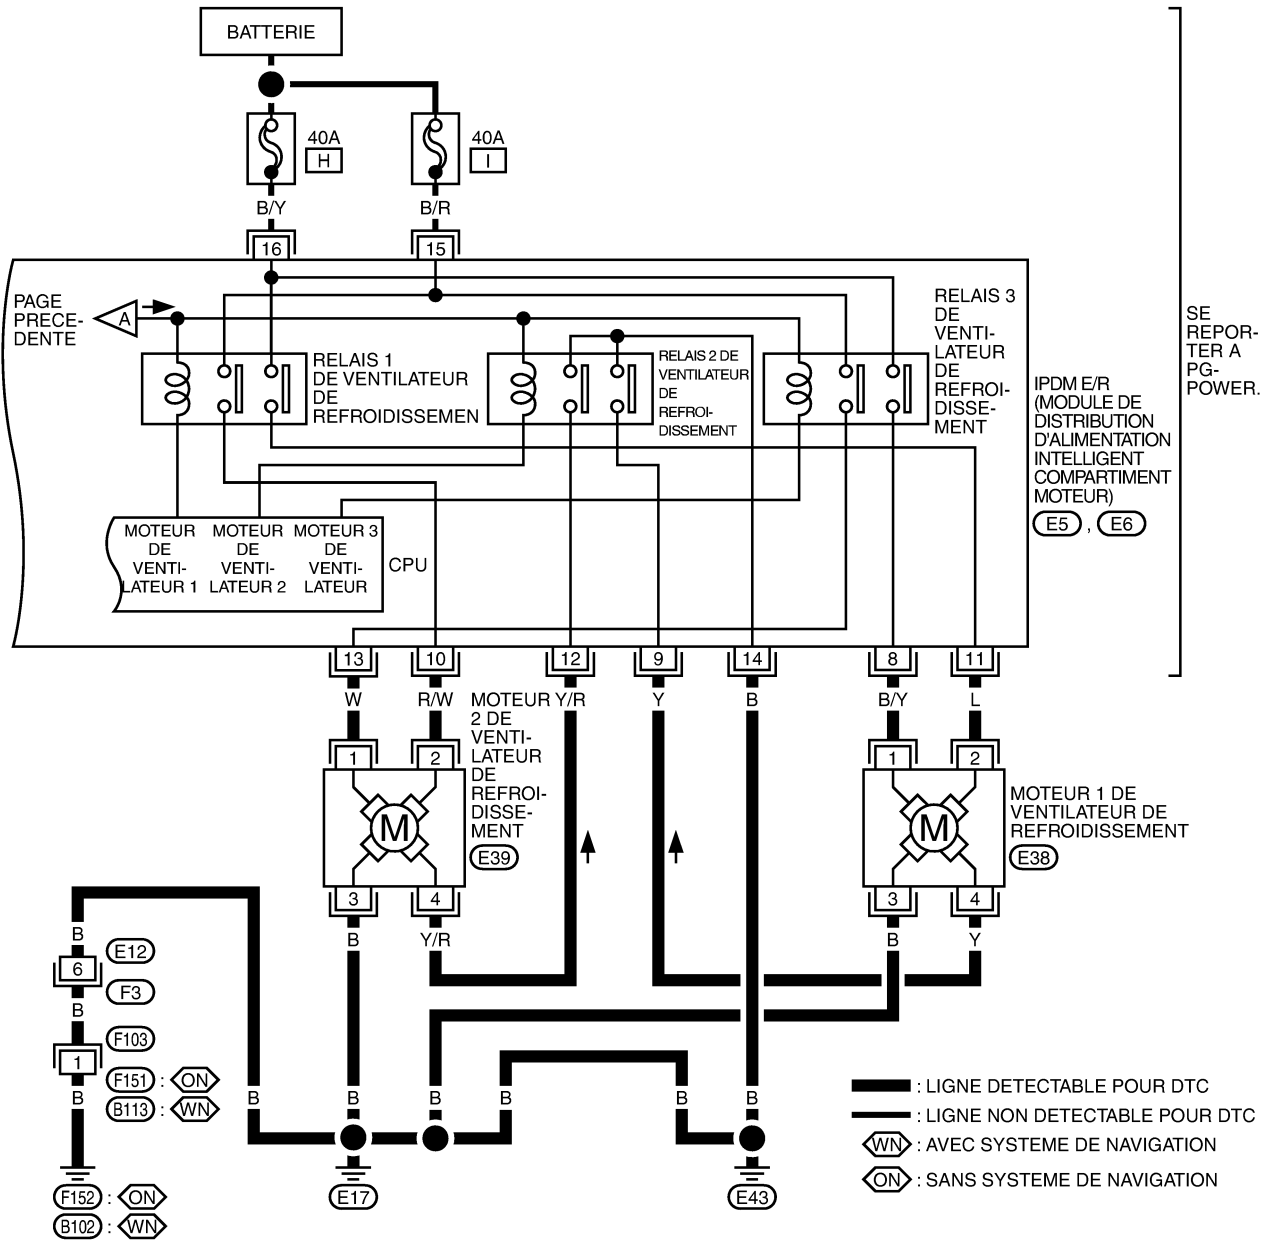 BATTERIE
40A
H
40A
I
B/Y
B/R
16
15
PAGE
PRECE-
DENTE
A
RELAIS 1
DE VENTILATEUR
DE
REFROIDISSEMEN
RELAIS 2 DE
VENTILATEUR
DE
REFROI-
DISSEMENT
RELAIS 3
DE
VENTI-
LATEUR
DE
REFROI-
DISSE-
MENT
SE
REPOR-
TER A
PG-
POWER.
IPDM E/R
(MODULE DE
DISTRIBUTION
D'ALIMENTATION
INTELLIGENT
COMPARTIMENT
MOTEUR)
E5 , E6
MOTEUR
DE
VENTI-
LATEUR 1
MOTEUR
DE
VENTI-
LATEUR 2
MOTEUR 3
DE
VENTI-
LATEUR
CPU
13
10
12
9
14
8
11
W
R/W
Y/R
Y
B
B/Y
L
MOTEUR
2 DE
VENTI-
LATEUR
DE
REFROI-
DISSE-
MENT
E39
1
2
M
3
4
1
2
M
3
4
MOTEUR 1 DE
VENTILATEUR DE
REFROIDISSEMENT
E38
B
Y/R
B
Y
B
6
E12
F3
B
F103
1
F151 : ON
B113 : WN
B
B
B
B
B
B
B
F152 : ON
B102 : WN
E17
E43
: LIGNE DETECTABLE POUR DTC
: LIGNE NON DETECTABLE POUR DTC
WN : AVEC SYSTEME DE NAVIGATION
ON : SANS SYSTEME DE NAVIGATION